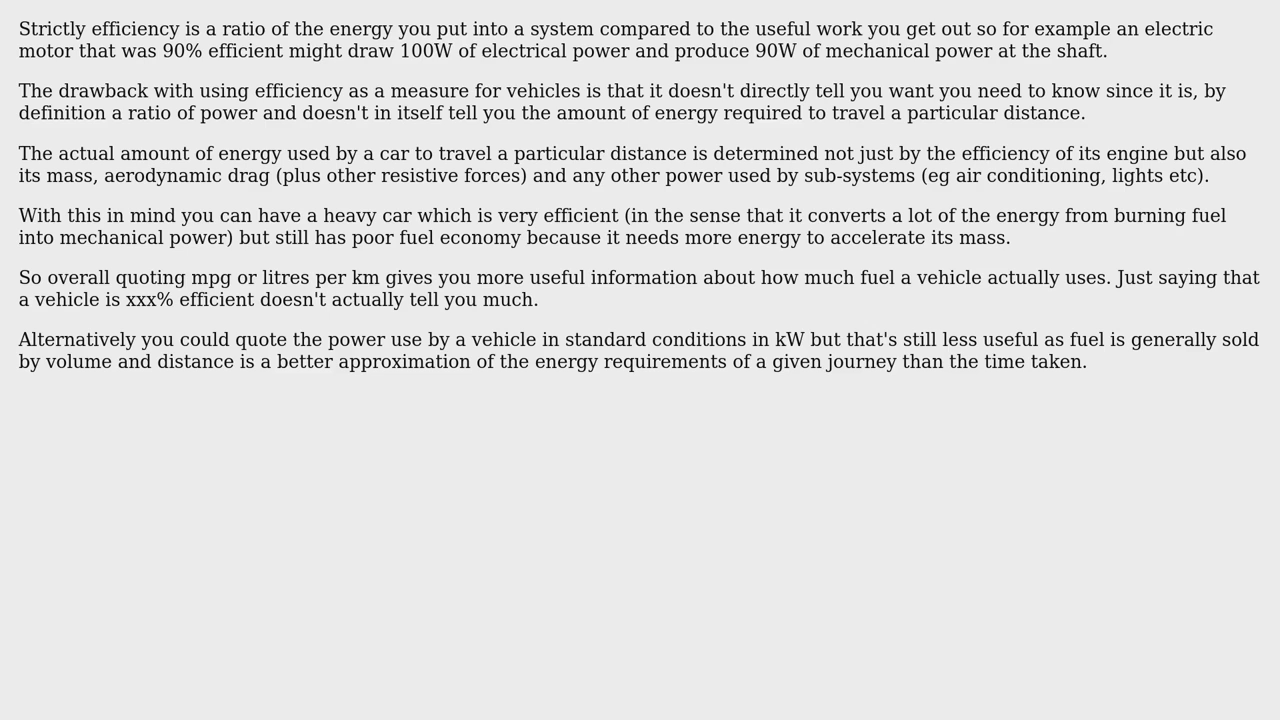 Strictly efficiency is a ratio of the energy you put into a system compared to the useful work you get out so for example an electric
motor that was 90% efficient might draw 100W of electrical power and produce 90W of mechanical power at the shaft.
The drawback with using efficiency as a measure for vehicles is that it doesn't directly tell you want you need to know since it is, by
definition a ratio of power and doesn't in itself tell you the amount of energy required to travel a particular distance.
The actual amount of energy used by a car to travel a particular distance is determined not just by the efficiency of its engine but also
its mass, aerodynamic drag (plus other resistive forces) and any other power used by sub-systems (eg air conditioning, lights etc).
With this in mind you can have a heavy car which is very efficient (in the sense that it converts a lot of the energy from burning fuel
into mechanical power) but still has poor fuel economy because it needs more energy to accelerate its mass.
So overall quoting mpg or litres per km gives you more useful information about how much fuel a vehicle actually uses. Just saying that
a vehicle is xxx% efficient doesn't actually tell you much.
Alternatively you could quote the power use by a vehicle in standard conditions in kW but that's still less useful as fuel is generally sold
by volume and distance is a better approximation of the energy requirements of a given journey than the time taken.